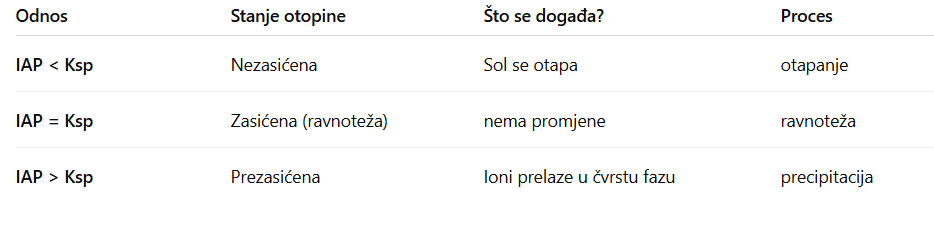 Odnos Stanje otopine Što se događa? Proces
IAP < Ksp Nezasićena Sol se otapa otapanje
IAP = Ksp Zasićena (ravnoteža) nema promjene ravnoteža
IAP > Ksp Prezasićena Ioni prelaze u čvrstu fazu precipitacija